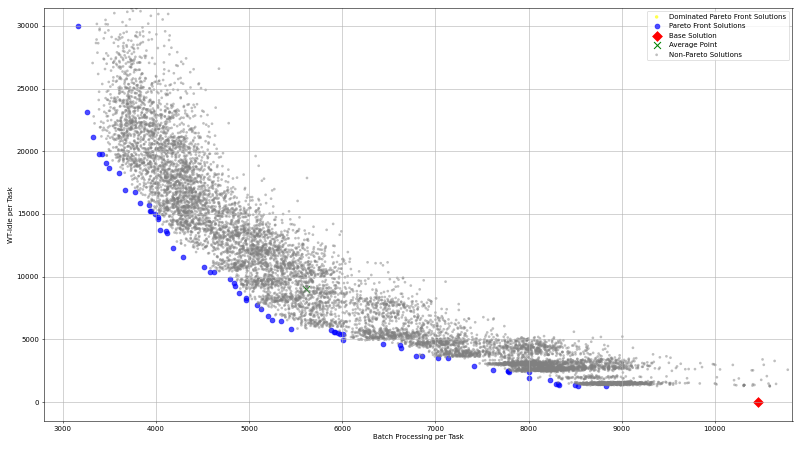 Dominated Pareto Front Solutions
Pareto Front Solutions
Base Solution
Average Point
Non-Pareto Solutions
30000
25000
20000
15000
10000
5000
0
WT-Idle per Task
3000 4000 5000 6000 7000 8000 9000 10000
Batch Processing per Task